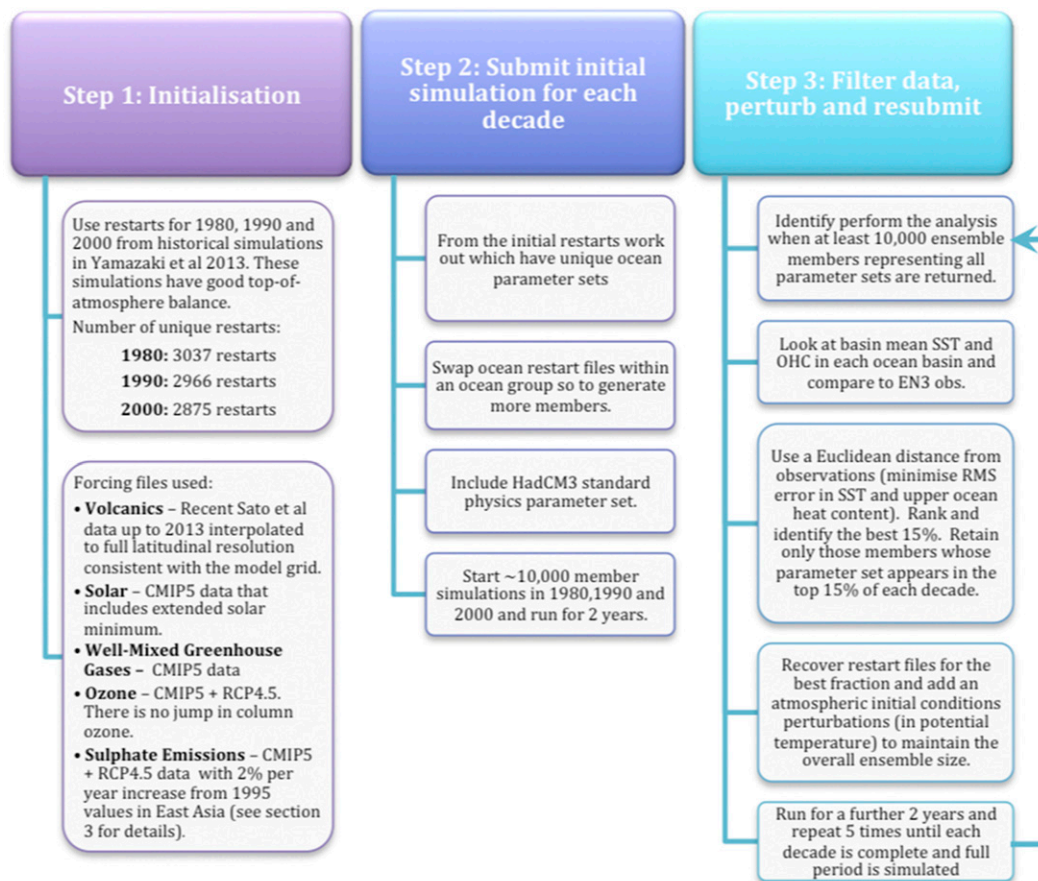 Step 1: Initialisation
Use restarts for 1980, 1990 and
2000 from historical simulations
in Yamazaki et al 2013. These
simulations have good top-of-
atmosphere balance.
Number of unique restarts:
1980: 3037 restarts
1990: 2966 restarts
2000: 2875 restarts
Forcing files used:
• Volcanics – Recent Sato et al
data up to 2013 interpolated
to full latitudinal resolution
consistent with the model grid.
• Solar – CMIP5 data that
includes extended solar
minimum.
• Well-Mixed Greenhouse
Gases – CMIP5 data
• Ozone – CMIP5 + RCP4.5.
There is no jump in column
ozone.
• Sulphate Emissions – CMIP5
+ RCP4.5 data with 2% per
year increase from 1995
values in East Asia (see section
3 for details).
Step 2: Submit initial
simulation for each
decade
From the initial restarts work
out which have unique ocean
parameter sets
Swap ocean restart files within
an ocean group so to generate
more members.
Include HadCM3 standard
physics parameter set.
Start ~10,000 member
simulations in 1980,1990 and
2000 and run for 2 years.
Step 3: Filter data,
perturb and resubmit
Identify perform the analysis
when at least 10,000 ensemble
members representing all
parameter sets are returned.
Look at basin mean SST and
OHC in each ocean basin and
compare to EN3 obs.
Use a Euclidean distance from
observations (minimise RMS
error in SST and upper ocean
heat content). Rank and
identify the best 15%. Retain
only those members whose
parameter set appears in the
top 15% of each decade.
Recover restart files for the
best fraction and add an
atmospheric initial conditions
perturbations (in potential
temperature) to maintain the
overall ensemble size.
Run for a further 2 years and
repeat 5 times until each
decade is complete and full
period is simulated